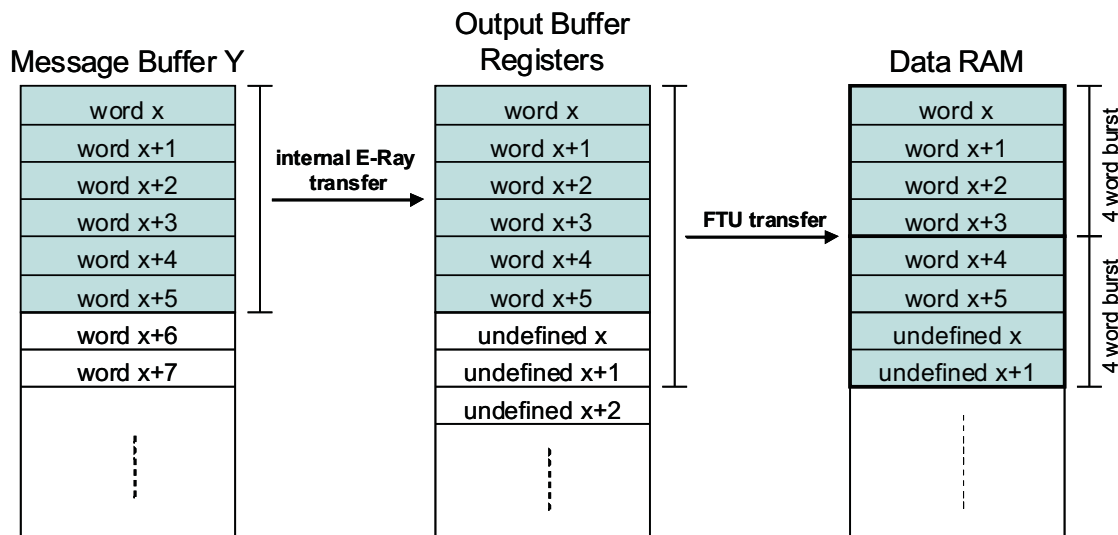 Message Buffer Y
word x
word x+1
word x+2
word x+3
word x+4
word x+5
word x+6
word x+7
internal E-Ray
transfer
Output Buffer
Registers
word x
word x+1
word x+2
word x+3
word x+4
word x+5
undefined x
undefined x+1
undefined x+2
FTU transfer
Data RAM
word x
word x+1
word x+2
word x+3
word x+4
word x+5
undefined x
undefined x+1
4 word burst
4 word burst